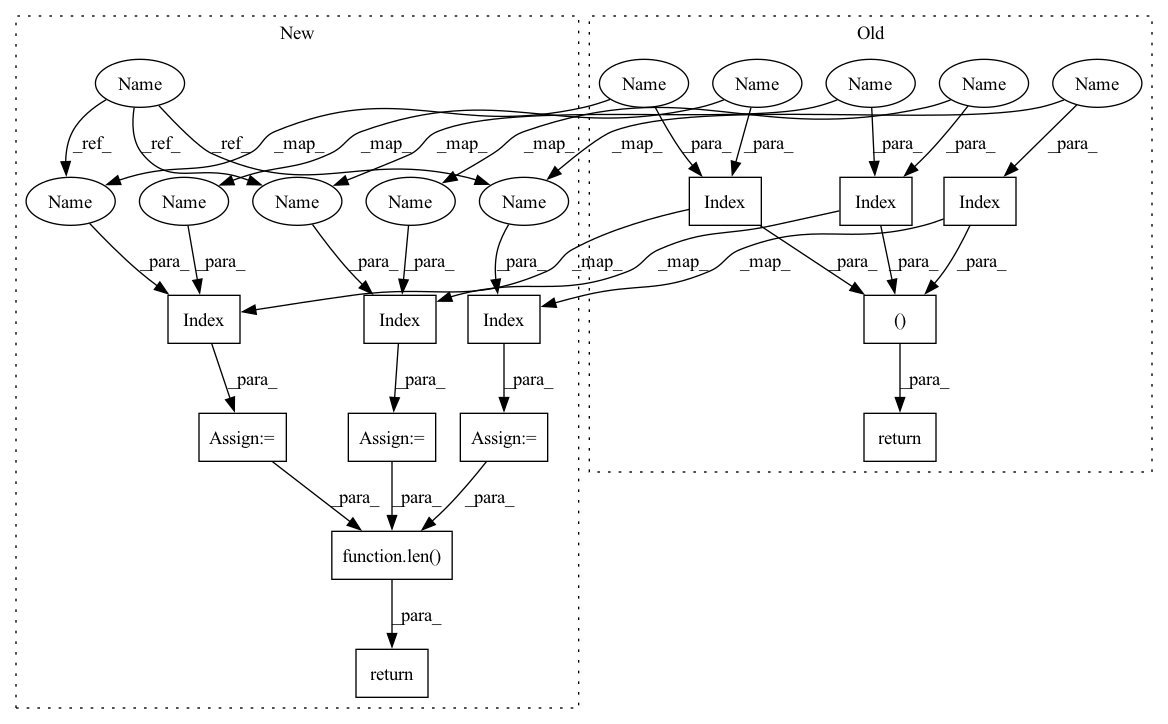 New Old
Name Name Name Name Name Name
_ref_ _ref_ _ref_ _map_ _map_ _map_ _map_ _map_ _para_ _para_ _para_ _para_ _para_
Name Name Name Name Name Index Index Index
_para_ _para_ _para_ _para_ _para_ _map_ _map_ _map_ _para_ _para_ _para_
Index Index Index ()
_para_ _para_ _para_ _para_
Assign:= Assign:= Assign:= return
_para_ _para_ _para_
function.len()
_para_
return